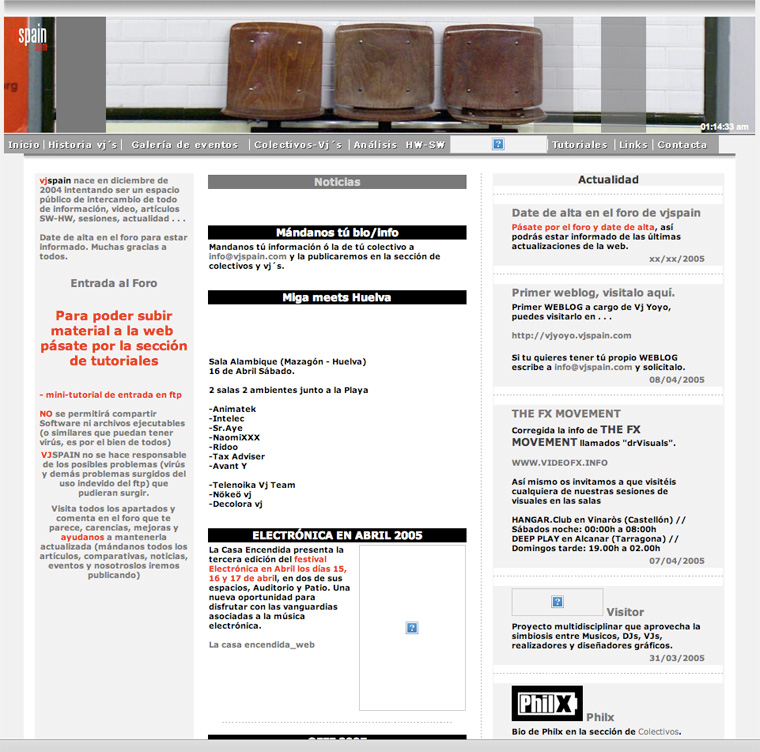 spain
.com
org
01:14:33 am
Inicio | Historia vj´s | Galería de eventos | Colectivos-Vj´s | Análisis HW-SW | Tutoriales | Links | Contacta
vjspain nace en diciembre de
2004 intentando ser un espacio
público de intercambio de todo
de información, video, artículos
SW-HW, sesiones, actualidad . . .
Date de alta en el foro para estar
informado. Muchas gracias a
todos.
Entrada al Foro
Para poder subir
material a la web
pásate por la sección
de tutoriales
- mini-tutorial de entrada en ftp
NO se permitirá compartir
Software ni archivos ejecutables
(o similares que puedan tener
virús, es por el bien de todos)
VJSPAIN no se hace responsable
de los posibles problemas (virús
y demás problemas surgidos del
uso indevido del ftp) que
pudieran surgir.
Visita todos los apartados y
comenta en el foro que te
parece, carencias, mejoras y
ayudanos a mantenerla
actualizada (mándanos todos los
artículos, comparativas, noticias,
eventos y nosotroslos iremos
publicando)
Noticias
Mándanos tú bio/info
Mandanos tú información ó la de tú colectivo a
info@vjspain.com y la publicaremos en la sección de
colectivos y vj´s.
Miga meets Huelva
Sala Alambique (Mazagón - Huelva)
16 de Abril Sábado.
2 salas 2 ambientes junto a la Playa
-Animatek
-Intelec
-Sr.Aye
-NaomiXXX
-Ridoo
-Tax Adviser
-Avant Y
-Telenoika Vj Team
-Nökeö vj
-Decolora vj
ELECTRÓNICA EN ABRIL 2005
La Casa Encendida presenta la
tercera edición del festival
Electrónica en Abril los días 15,
16 y 17 de abril, en dos de sus
espacios, Auditorio y Patio. Una
nueva oportunidad para
disfrutar con las vanguardias
asociadas a la música
electrónica.
La casa encendida_web
Actualidad
Date de alta en el foro de vjspain
Pásate por el foro y date de alta, así
podrás estar informado de las últimas
actualizaciones de la web.
xx/xx/2005
Primer weblog, visitalo aquí.
Primer WEBLOG a cargo de Vj Yoyo,
puedes visitarlo en . . .
http://vjyoyo.vjspain.com
Si tu quieres tener tú propio WEBLOG
escribe a info@vjspain.com y solicitalo.
08/04/2005
THE FX MOVEMENT
Corregida la info de THE FX
MOVEMENT llamados "drVisuals".
WWW.VIDEOFX.INFO
Así mismo os invitamos a que visitéis
cualquiera de nuestras sesiones de
visuales en las salas
HANGAR.Club en Vinaròs (Castellón) //
Sábados noche: 00:00h a 08:00h
DEEP PLAY en Alcanar (Tarragona) //
Domingos tarde: 19.00h a 02.00h
07/04/2005
Visitor
Proyecto multidisciplinar que aprovecha la
simbiosis entre Musicos, DJs, VJs,
realizadores y diseñadores gráficos.
31/03/2005
PhilX
Philx
Bio de Philx en la sección de Colectivos.